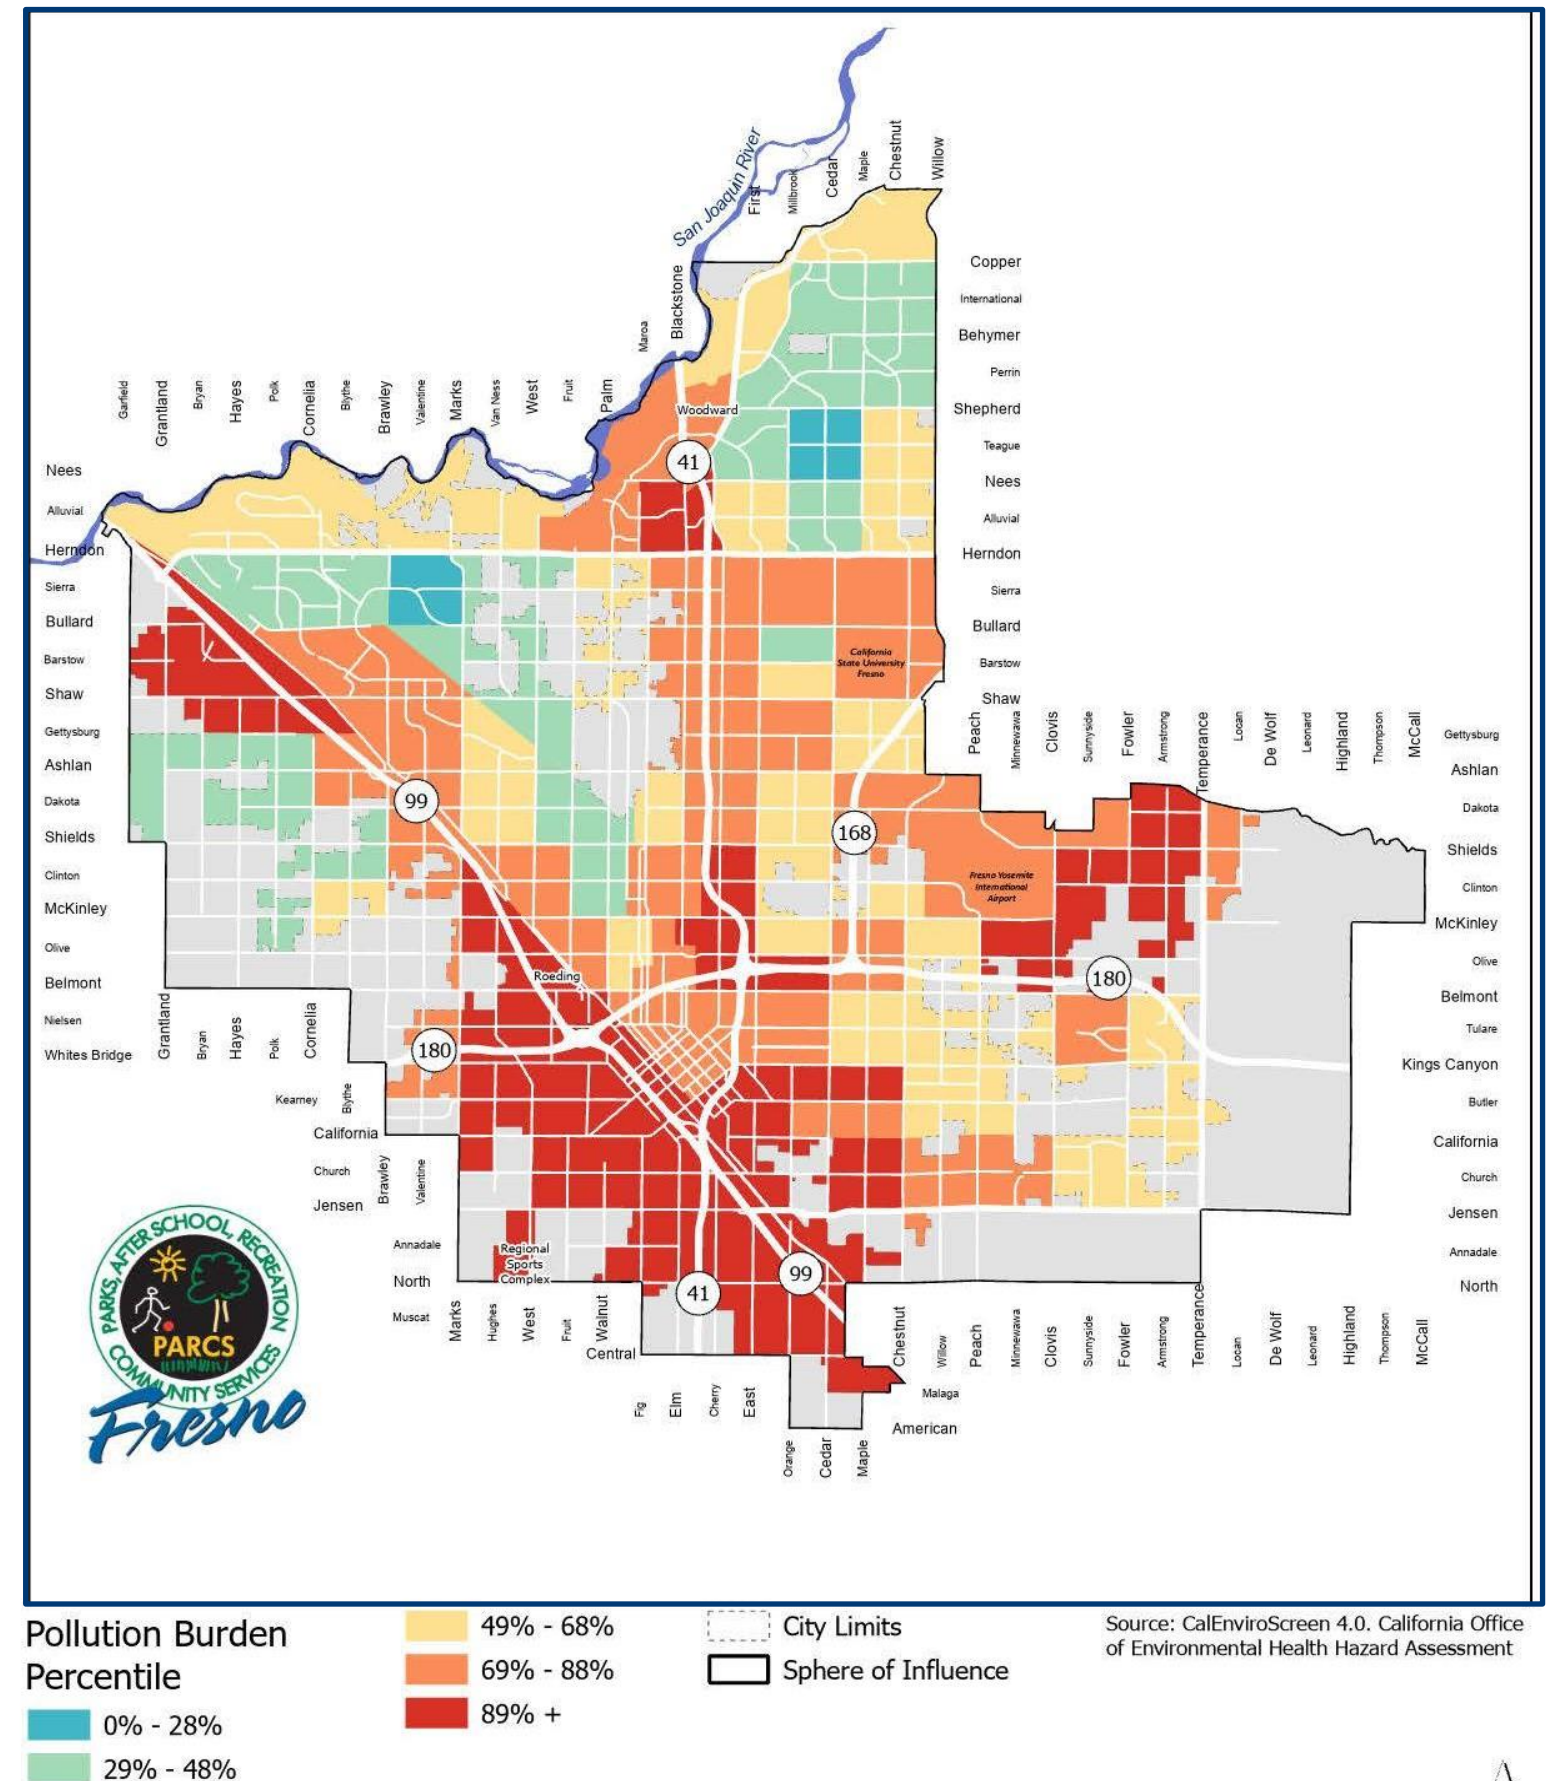 San Joaquin River
First
Millbrook
Cedar
Maple
Chestnut
Willow
Copper
International
Behymer
Perrin
Shepherd
Teague
Nees
Alluvial
Herndon
Sierra
Bullard
Barstow
Shaw
Blackstone
Maroa
Garfield
Grantland
Bryan
Hayes
Polk
Cornelia
Blythe
Brawley
Valentine
Marks
Van Ness
West
Fruit
Palm
Woodward
41
Nees
Alluvial
Herndon
Sierra
Bullard
Barstow
Shaw
Gettysburg
Ashlan
Dakota
Shields
Clinton
McKinley
Olive
Belmont
Nielsen
Whites Bridge
California
State University
Fresno
Peach
Minnewawa
Clovis
Sunnyside
Fowler
Armstrong
Temperance
Locan
De Wolf
Leonard
Highland
Thompson
McCall
Gettysburg
Ashlan
Dakota
Shields
Clinton
McKinley
Olive
Belmont
Tulare
Kings Canyon
Butler
California
Church
Jensen
Annadale
North
99
168
Fresno Yosemite
International
Airport
Roeding
180
180
Grantland
Bryan
Hayes
Polk
Cornelia
Kearney
Blythe
California
Church
Brawley
Valentine
Jensen
Annadale
North
Muscat
Regional
Sports
Complex
41
99
Marks
Hughes
West
Fruit
Walnut
Central
Fig
Elm
Cherry
East
Orange
Cedar
Maple
Chestnut
Willow
Peach
Minnewawa
Clovis
Sunnyside
Fowler
Armstrong
Temperance
Locan
De Wolf
Leonard
Highland
Thompson
McCall
Malaga
American
PARKS, AFTER SCHOOL, RECREATION
PARCS
COMMUNITY SERVICES
Fresno
Pollution Burden
Percentile
0% - 28%
29% - 48%
49% - 68%
69% - 88%
89% +
City Limits
Sphere of Influence
Source: CalEnviroScreen 4.0. California Office
of Environmental Health Hazard Assessment